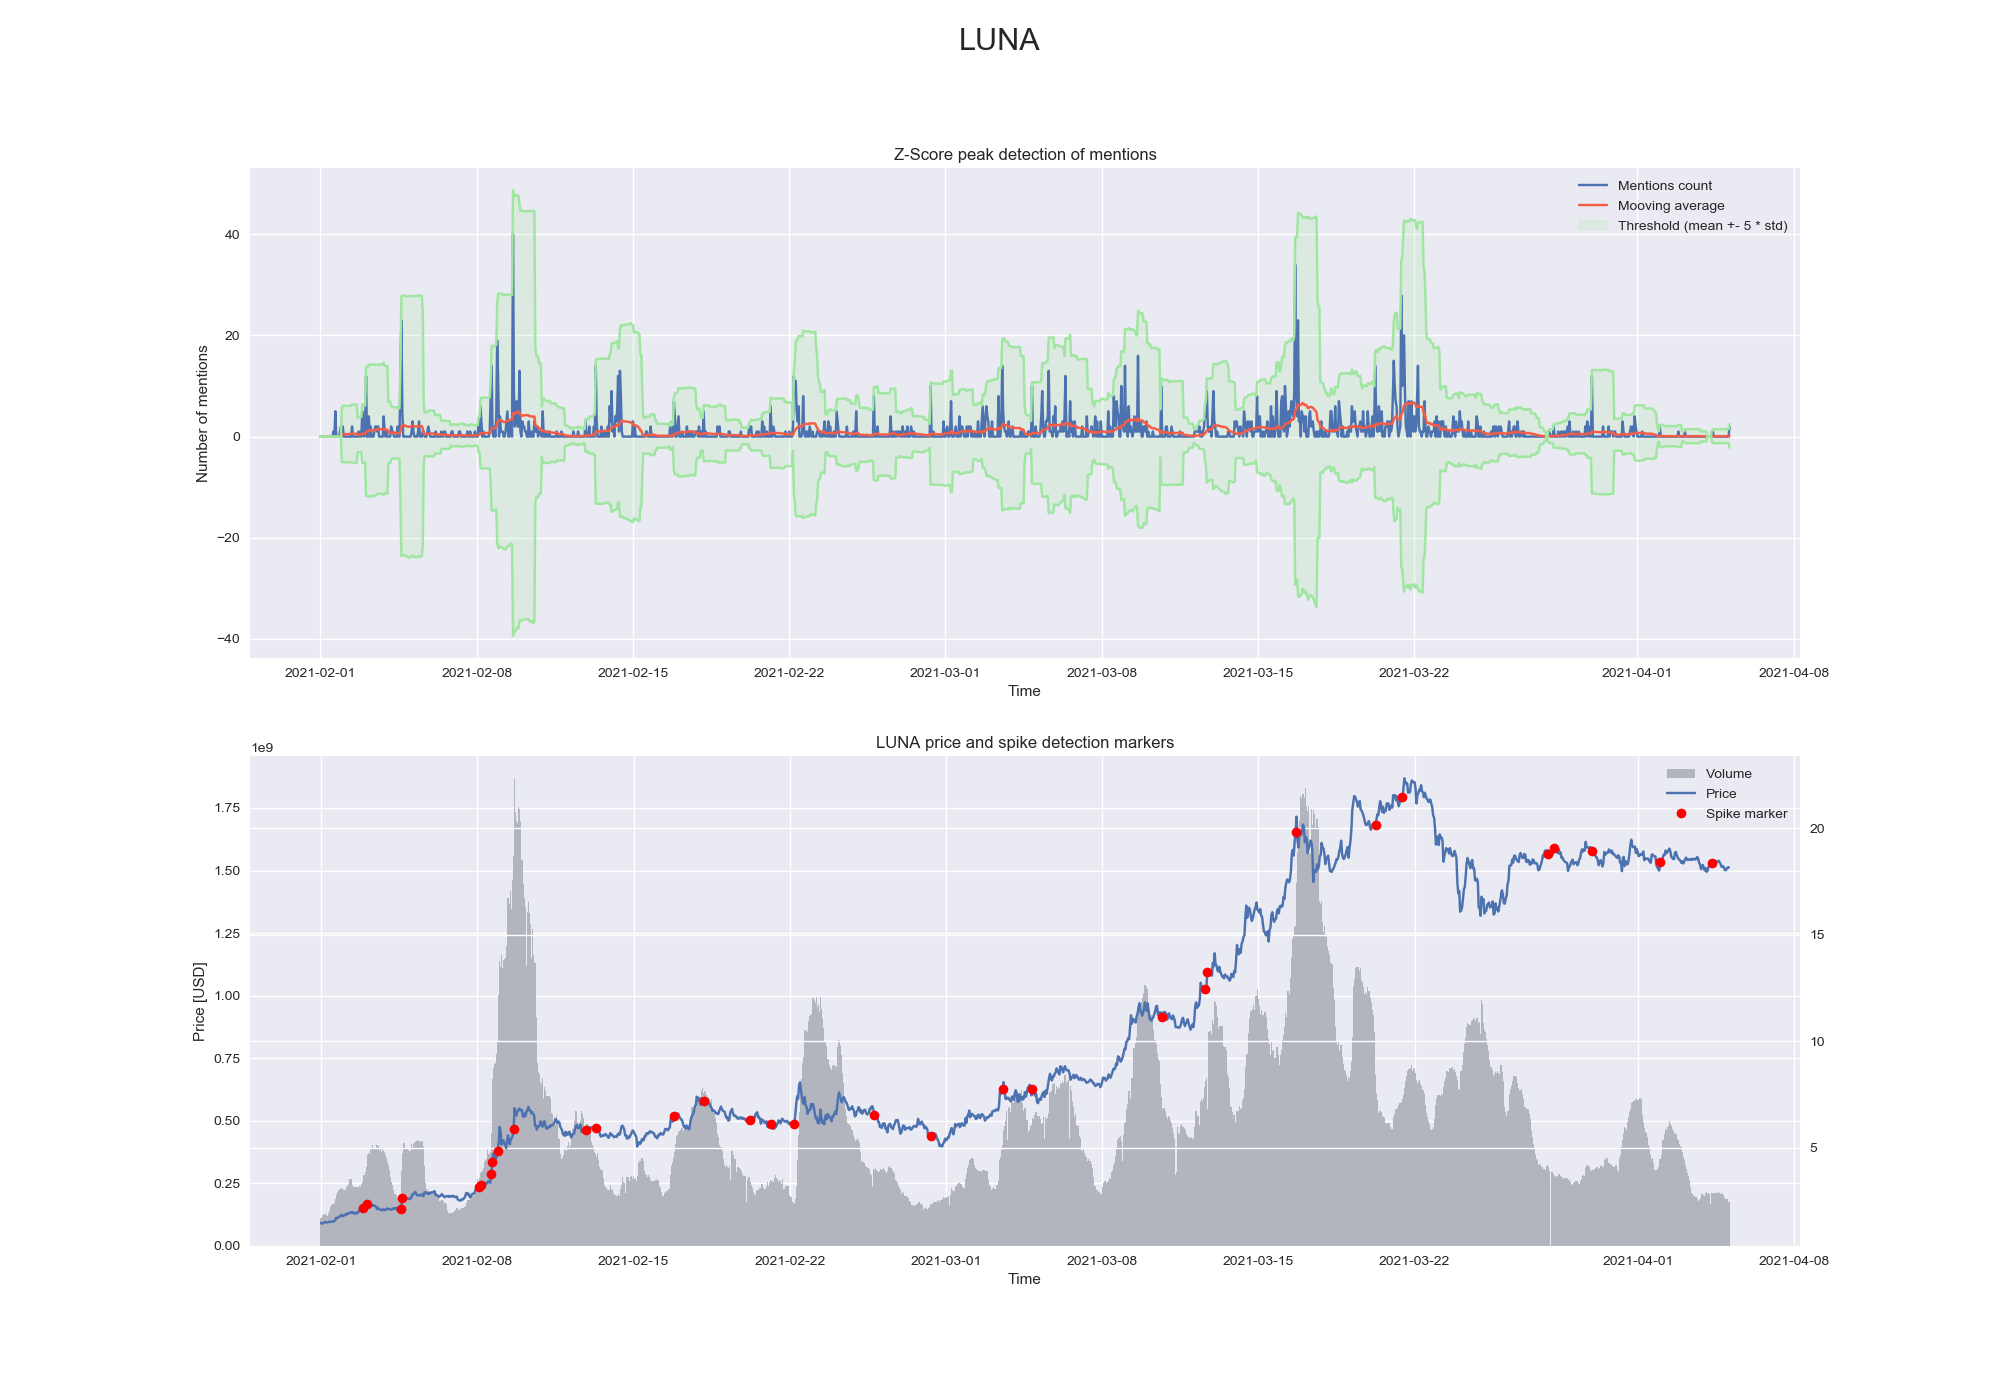 LUNA
Z-Score peak detection of mentions
Mentions count
Mooving average
Threshold (mean +- 5 * std)
Number of mentions
40
20
0
−20
−40
2021-02-01 2021-02-08 2021-02-15 2021-02-22 2021-03-01 2021-03-08 2021-03-15 2021-03-22 2021-04-01 2021-04-08
Time
LUNA price and spike detection markers
1e9
Volume
Price
Spike marker
Price [USD]
1.75
1.50
1.25
1.00
0.75
0.50
0.25
0.00
20
15
10
5
2021-02-01 2021-02-08 2021-02-15 2021-02-22 2021-03-01 2021-03-08 2021-03-15 2021-03-22 2021-04-01 2021-04-08
Time